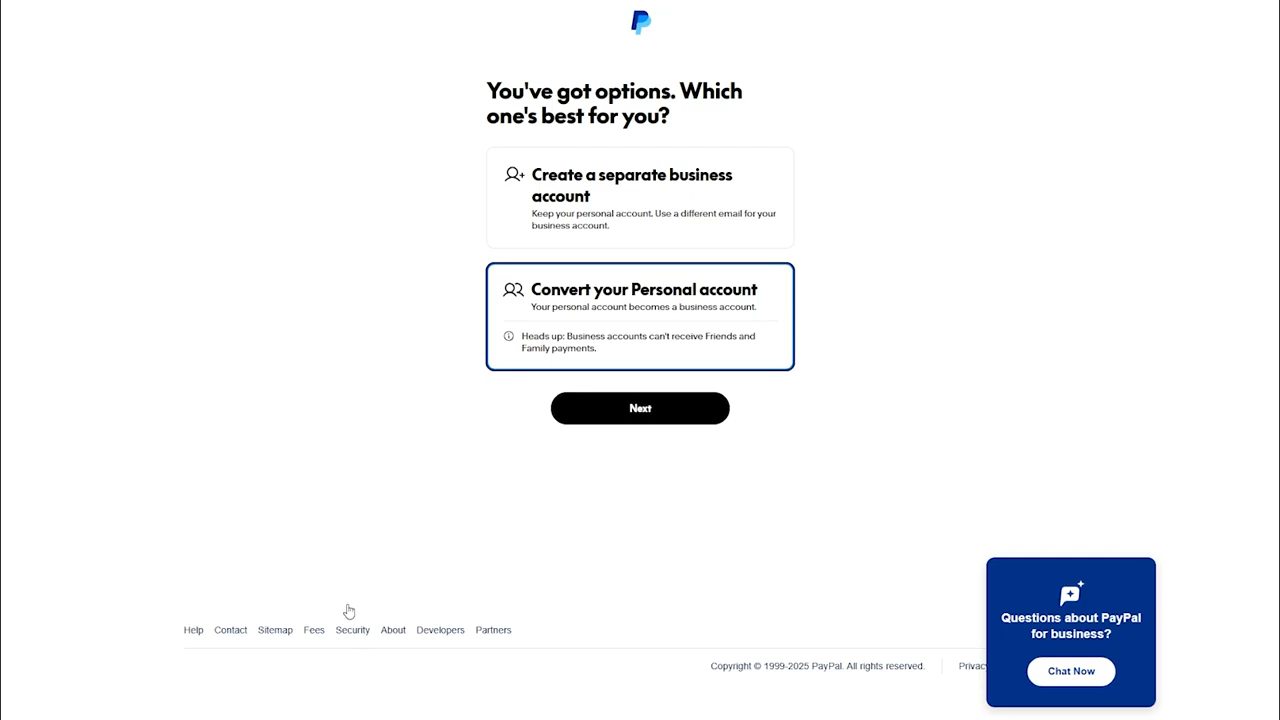 You've got options. Which
one's best for you?
Create a separate business
account
Keep your personal account. Use a different email for your
business account.
Convert your Personal account
Your personal account becomes a business account.
Heads up: Business accounts can't receive Friends and
Family payments.
Next
Questions about PayPal
for business?
Chat Now
Help Contact Sitemap Fees Security About Developers Partners
Copyright © 1999-2025 PayPal. All rights reserved.